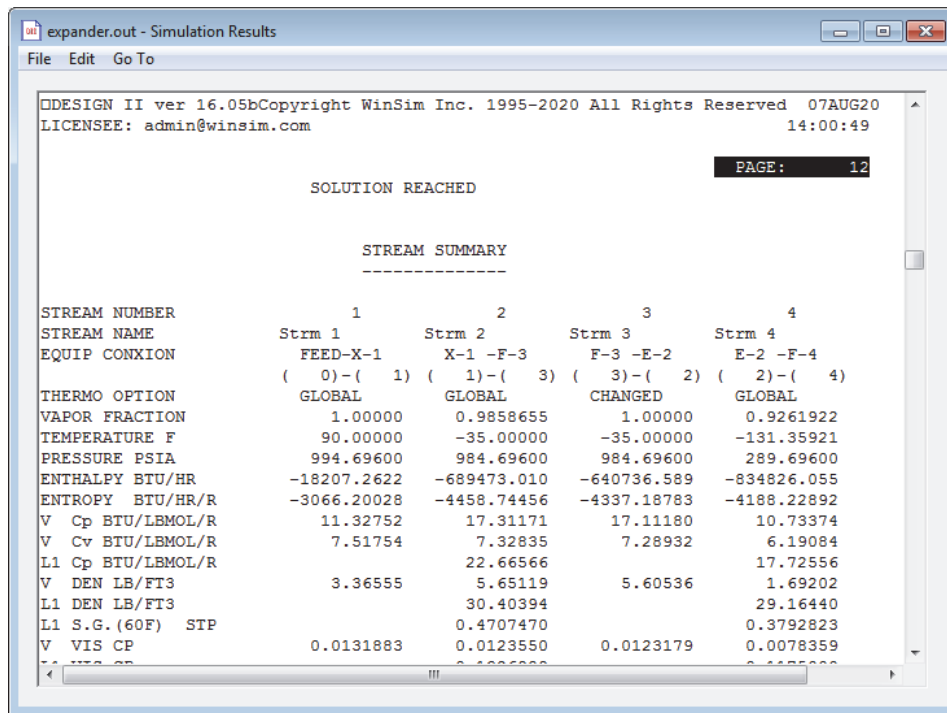 expander.out - Simulation Results
File Edit Go To
DESIGN II ver 16.05bCopyright WinSim Inc. 1995-2020 All Rights Reserved 07AUG20
LICENSEE: admin@winsim.com 14:00:49
PAGE: 12
SOLUTION REACHED
STREAM SUMMARY
--------------
STREAM NUMBER 1 2 3 4
STREAM NAME Strm 1 Strm 2 Strm 3 Strm 4
EQUIP CONXION FEED-X-1 X-1 -F-3 F-3 -E-2 E-2 -F-4
( 0)-( 1) ( 1)-( 3) ( 3)-( 2) ( 2)-( 4)
THERMO OPTION GLOBAL GLOBAL CHANGED GLOBAL
VAPOR FRACTION 1.00000 0.9858655 1.00000 0.9261922
TEMPERATURE F 90.00000 -35.00000 -35.00000 -131.35921
PRESSURE PSIA 994.69600 984.69600 984.69600 289.69600
ENTHALPY BTU/HR -18207.2622 -689473.010 -640736.589 -834826.055
ENTROPY BTU/HR/R -3066.20028 -4458.74456 -4337.18783 -4188.22892
V Cp BTU/LBMOL/R 11.32752 17.31171 17.11180 10.73374
V Cv BTU/LBMOL/R 7.51754 7.32835 7.28932 6.19084
L1 Cp BTU/LBMOL/R 22.66566 17.72556
V DEN LB/FT3 3.36555 5.65119 5.60536 1.69202
L1 DEN LB/FT3 30.40394 29.16440
L1 S.G.(60F) STP 0.4707470 0.3792823
V VIS CP 0.0131883 0.0123550 0.0123179 0.0078359